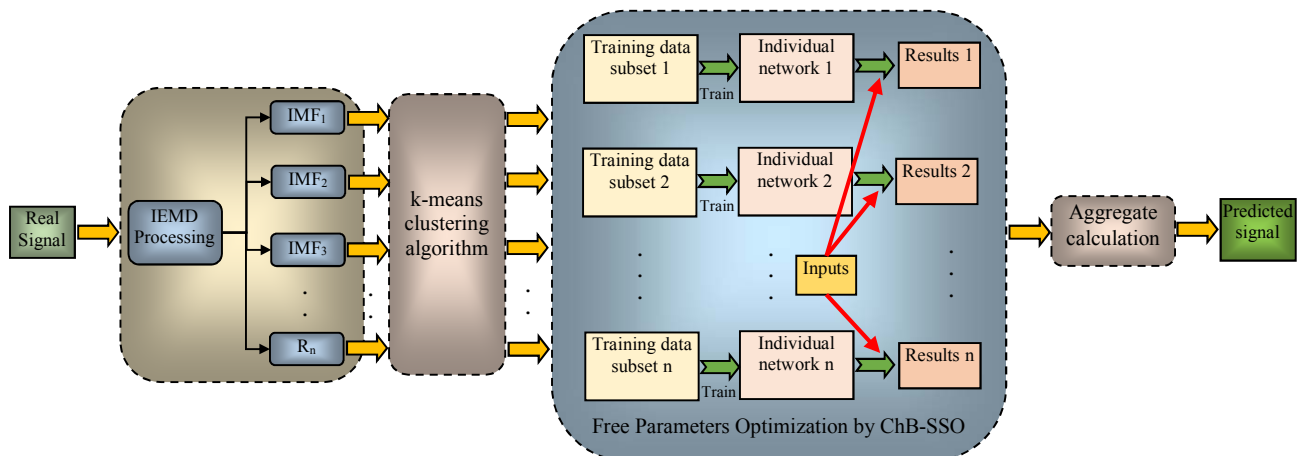 Real
Signal
IEMD
Processing
IMF₁
IMF₂
IMF₃
Rₙ
k-means
clustering
algorithm
Training data
subset 1
Train
Individual
network 1
Results 1
Training data
subset 2
Train
Individual
network 2
Results 2
Inputs
Training data
subset n
Train
Individual
network n
Results n
Free Parameters Optimization by ChB-SSO
Aggregate
calculation
Predicted
signal